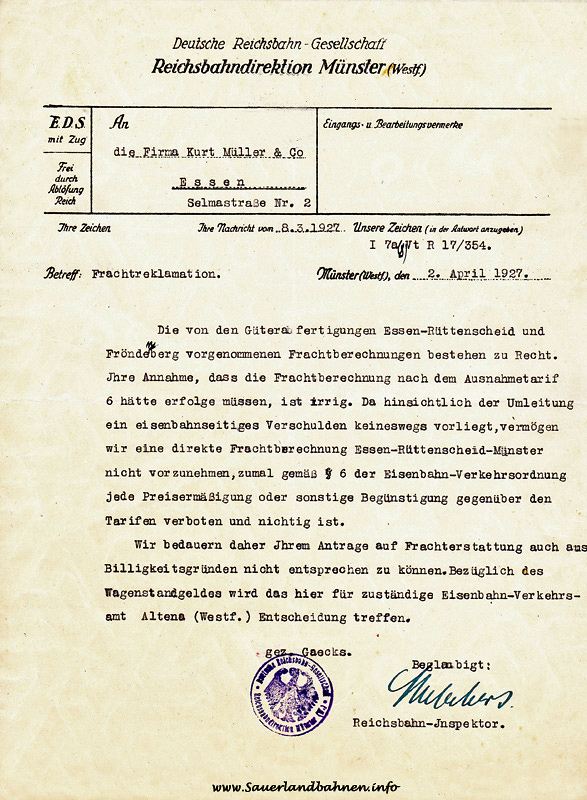 Deutsche Reichsbahn-Gesellschaft
Reichsbahndirektion Münster (Westf.)
E.D.S.
mit Zug
Frei
durch
Ablösung
Reich
An
die Firma Kurt Müller & Co
Essen
Selmastraße Nr. 2
Eingangs- u. Bearbeitungsvermerke
Ihre Zeichen
Ihre Nachricht vom 8.3.1927.
Unsere Zeichen (in der Antwort anzugeben)
I 7a Vt R 17/354.
Betreff: Frachtreklamation.
Münster (Westf.), den 2. April 1927.
Die von den Güterabfertigungen Essen-Rüttenscheid und
Fröndenberg vorgenommenen Frachtberechnungen bestehen zu Recht.
Jhre Annahme, dass die Frachtberechnung nach dem Ausnahmetarif
6 hätte erfolge müssen, ist irrig. Da hinsichtlich der Umleitung
ein eisenbahnseitiges Verschulden keineswegs vorliegt,vermögen
wir eine direkte Frachtberechnung Essen-Rüttenscheid-Münster
nicht vorzunehmen,zumal gemäß § 6 der Eisenbahn-Verkehrsordnung
jede Preisermäßigung oder sonstige Begünstigung gegenüber den
Tarifen verboten und nichtig ist.
Wir bedauern daher Jhrem Antrage auf Frachterstattung auch aus
Billigkeitsgründen nicht entsprechen zu können.Bezüglich des
Wagenstandgeldes wird das hier für zuständige Eisenbahn-Verkehrs-
amt Altena (Westf.) Entscheidung treffen.
gez. Gaecks.
Beglaubigt:
Reichsbahn-Jnspektor.
Deutsche Reichsbahn-Gesellschaft
Reichsbahndirektion Münster
www.Sauerlandbahnen.info